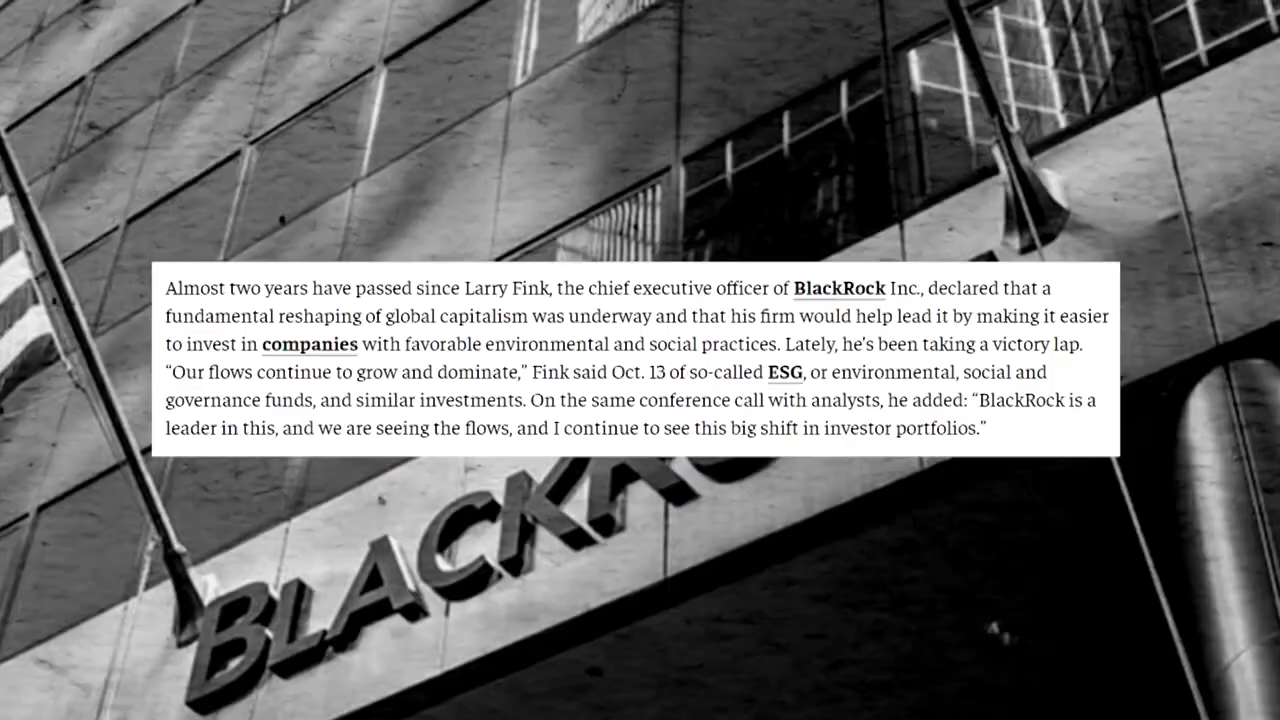 Almost two years have passed since Larry Fink, the chief executive officer of BlackRock Inc., declared that a
fundamental reshaping of global capitalism was underway and that his firm would help lead it by making it easier
to invest in companies with favorable environmental and social practices. Lately, he’s been taking a victory lap.
“Our flows continue to grow and dominate,” Fink said Oct. 13 of so-called ESG, or environmental, social and
governance funds, and similar investments. On the same conference call with analysts, he added: “BlackRock is a
leader in this, and we are seeing the flows, and I continue to see this big shift in investor portfolios.”